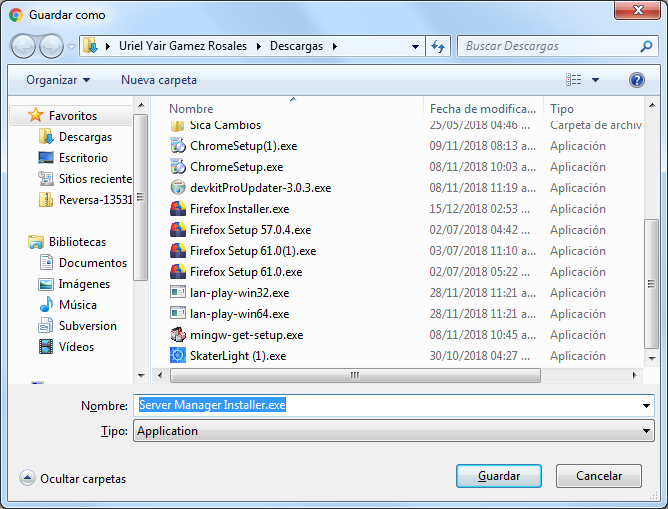 Guardar como
Uriel Yair Gamez Rosales Descargas Buscar Descargas
Organizar Nueva carpeta
Favoritos
Descargas
Escritorio
Sitios reciente
Reversa-13531
Bibliotecas
Documentos
Imágenes
Música
Subversion
Vídeos
Nombre Fecha de modifica... Tipo
Sica Cambios 25/05/2018 04:46 ... Carpeta de archiv
ChromeSetup(1).exe 09/11/2018 08:13 a... Aplicación
ChromeSetup.exe 08/11/2018 10:03 a... Aplicación
devkitProUpdater-3.0.3.exe 08/11/2018 11:19 a... Aplicación
Firefox Installer.exe 15/12/2018 02:53 ... Aplicación
Firefox Setup 57.0.4.exe 02/07/2018 04:42 ... Aplicación
Firefox Setup 61.0(1).exe 03/07/2018 11:10 a... Aplicación
Firefox Setup 61.0.exe 02/07/2018 05:22 ... Aplicación
lan-play-win32.exe 28/11/2018 11:21 a... Aplicación
lan-play-win64.exe 28/11/2018 11:21 a... Aplicación
mingw-get-setup.exe 08/11/2018 10:45 a... Aplicación
SkaterLight (1).exe 30/10/2018 04:27 ... Aplicación
Nombre: Server Manager Installer.exe
Tipo: Application
Ocultar carpetas Guardar Cancelar